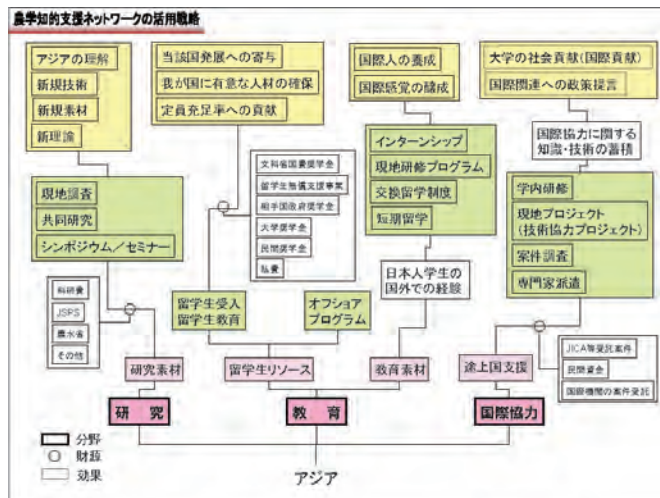 農学知的支援ネットワークの活用戦略
アジアの理解
新規技術
新規素材
新理論
当該国発展への寄与
我が国に有意な人材の確保
定員充足率への貢献
国際人の養成
国際感覚の醸成
大学の社会貢献(国際貢献)
国際関連への政策提言
国際協力に関する
知識・技術の蓄積
現地調査
共同研究
シンポジウム/セミナー
文科省国費奨学金
留学生短期支援事業
相手国政府奨学金
大学奨学金
民間奨学金
私費
インターンシップ
現地研修プログラム
交換留学制度
短期留学
学内研修
現地プロジェクト
(技術協力プロジェクト)
案件調査
専門家派遣
日本人学生の
国外での経験
科研費
JSPS
農水省
その他
留学生受入
留学生教育
オフショア
プログラム
研究素材
留学生リソース
教育素材
途上国支援
JICA等受託案件
民間資金
国際機関の案件受託
研究
教育
国際協力
分野
財源
効果
アジア